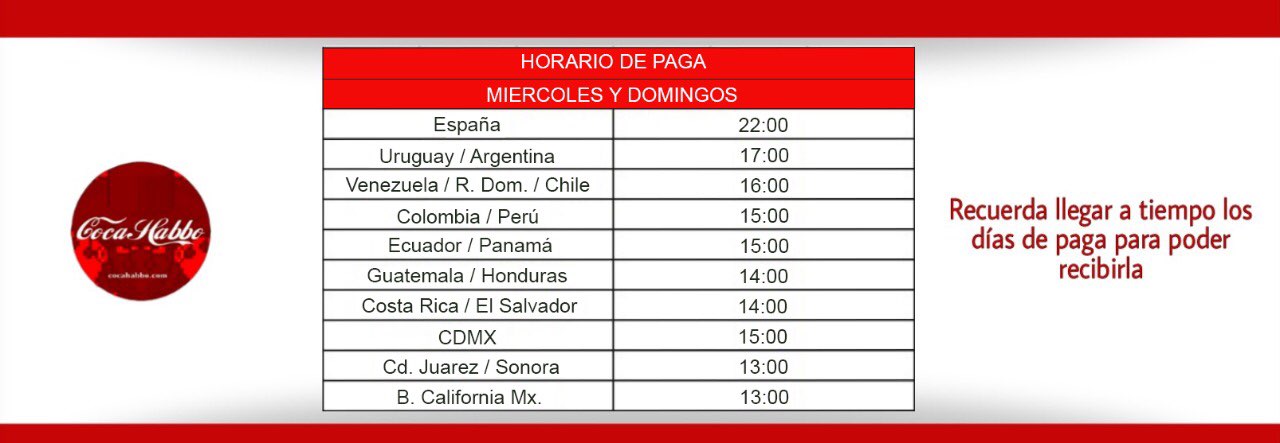 HORARIO DE PAGA
MIERCOLES Y DOMINGOS
España 22:00
Uruguay / Argentina 17:00
Venezuela / R. Dom. / Chile 16:00
Colombia / Perú 15:00
Ecuador / Panamá 15:00
Guatemala / Honduras 14:00
Costa Rica / El Salvador 14:00
CDMX 15:00
Cd. Juarez / Sonora 13:00
B. California Mx. 13:00
Coca Habbo
cocahabbo.com
Recuerda llegar a tiempo los
días de paga para poder
recibirla